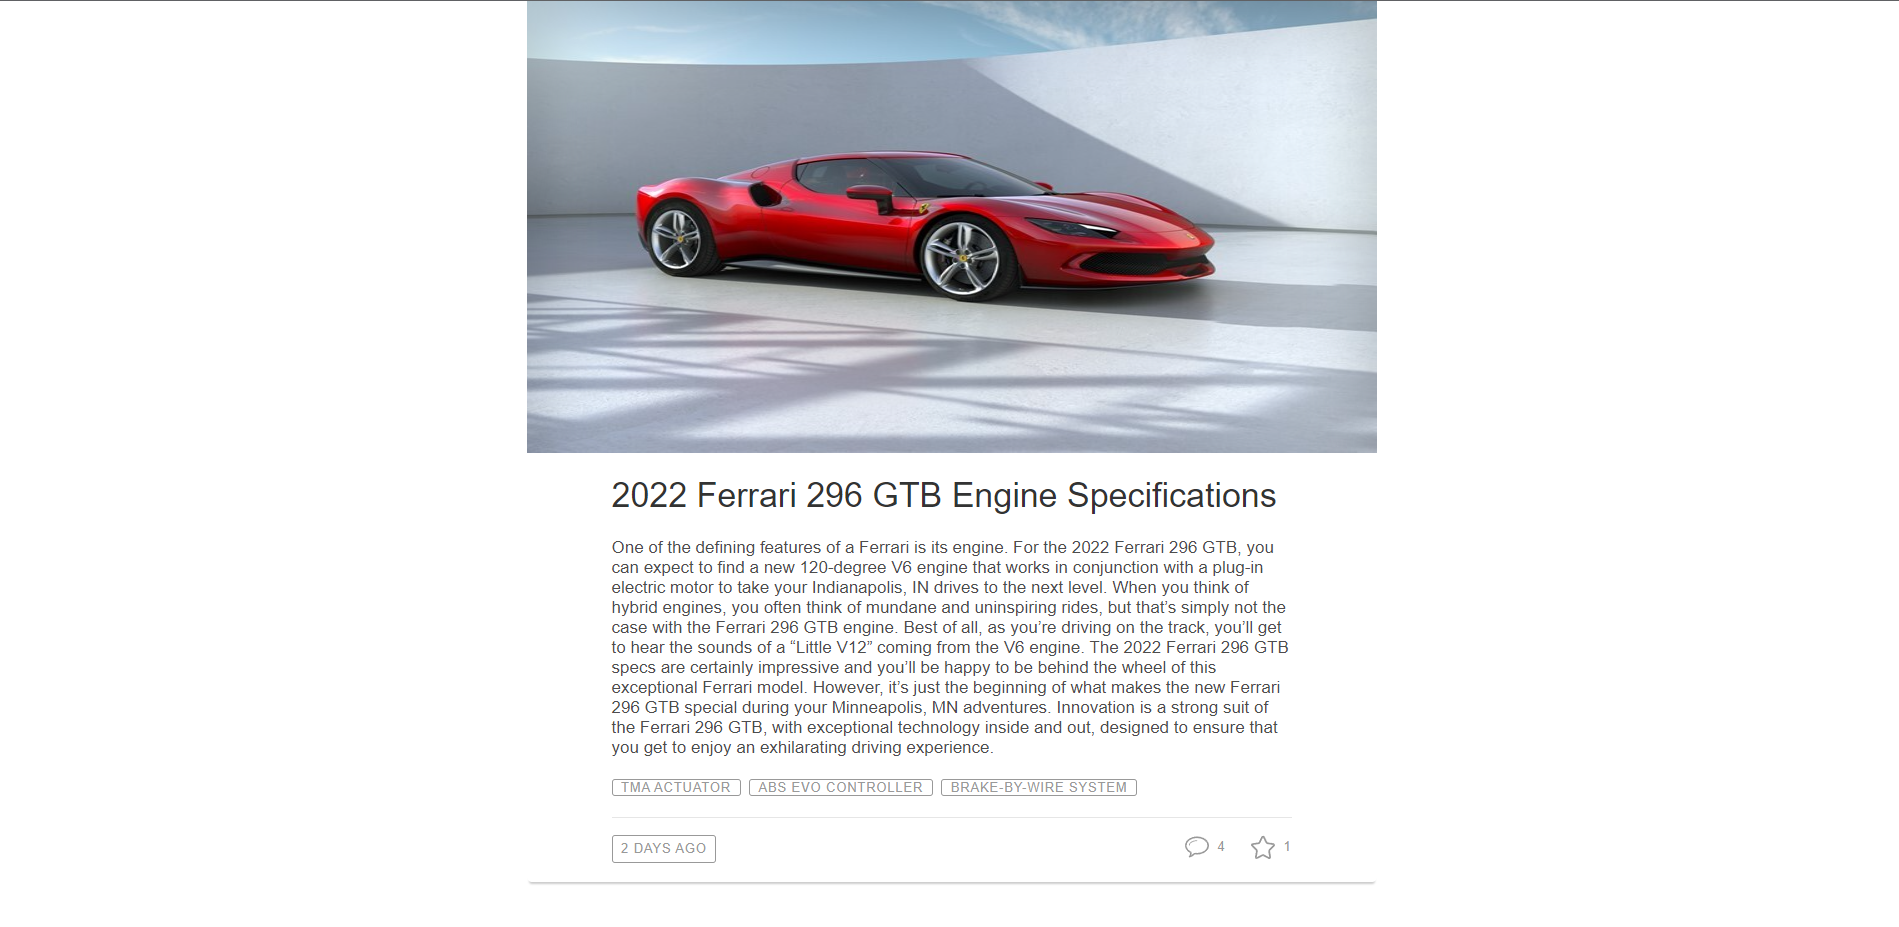 2022 Ferrari 296 GTB Engine Specifications
One of the defining features of a Ferrari is its engine. For the 2022 Ferrari 296 GTB, you
can expect to find a new 120-degree V6 engine that works in conjunction with a plug-in
electric motor to take your Indianapolis, IN drives to the next level. When you think of
hybrid engines, you often think of mundane and uninspiring rides, but that’s simply not the
case with the Ferrari 296 GTB engine. Best of all, as you’re driving on the track, you’ll get
to hear the sounds of a “Little V12” coming from the V6 engine. The 2022 Ferrari 296 GTB
specs are certainly impressive and you’ll be happy to be behind the wheel of this
exceptional Ferrari model. However, it’s just the beginning of what makes the new Ferrari
296 GTB special during your Minneapolis, MN adventures. Innovation is a strong suit of
the Ferrari 296 GTB, with exceptional technology inside and out, designed to ensure that
you get to enjoy an exhilarating driving experience.
TMA ACTUATOR ABS EVO CONTROLLER BRAKE-BY-WIRE SYSTEM
2 DAYS AGO 4 1